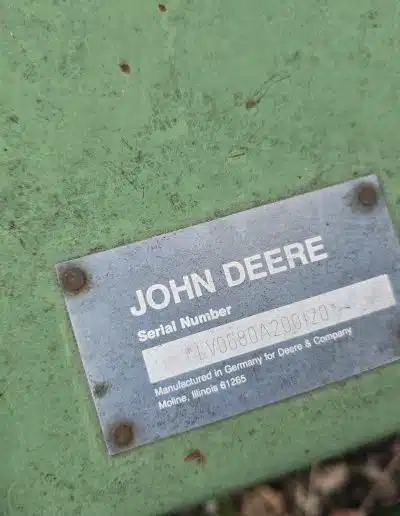 JOHN DEERE
Serial Number
Manufactured in Germany for Deere & Company
Moline, Illinois 61265